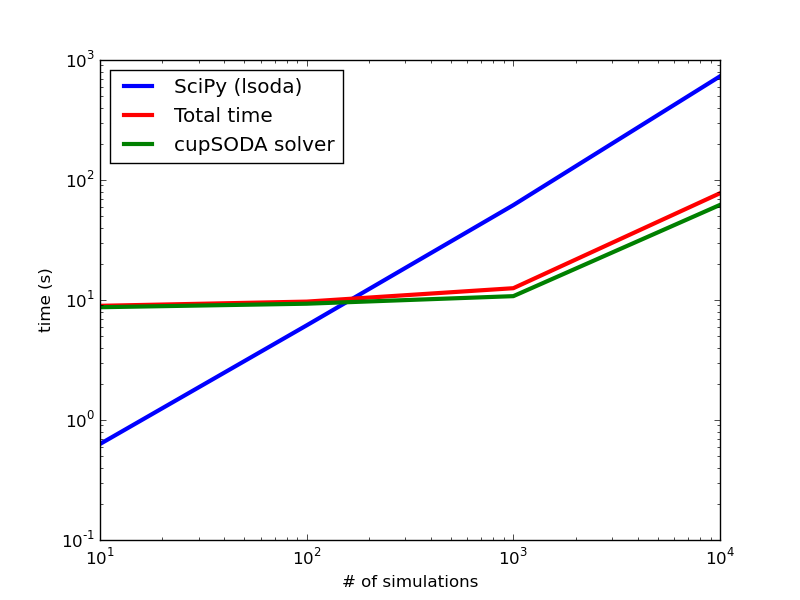 10³
SciPy (lsoda)
Total time
cupSODA solver
10²
10¹
10⁰
10⁻¹
time (s)
10¹ 10² 10³ 10⁴
# of simulations